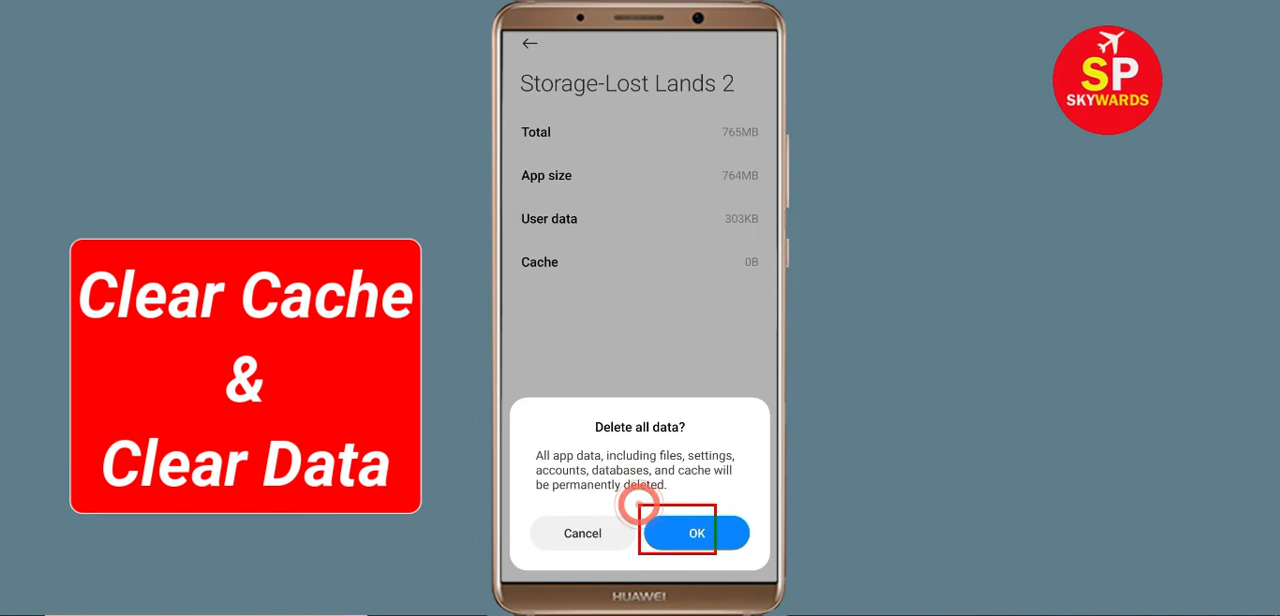 SP
SKYWARDS
Storage-Lost Lands 2
Total 765MB
App size 764MB
User data 303KB
Cache 0B
Clear Cache
&
Clear Data
Delete all data?
All app data, including files, settings,
accounts, databases, and cache will
be permanently deleted.
Cancel OK
HUAWEI